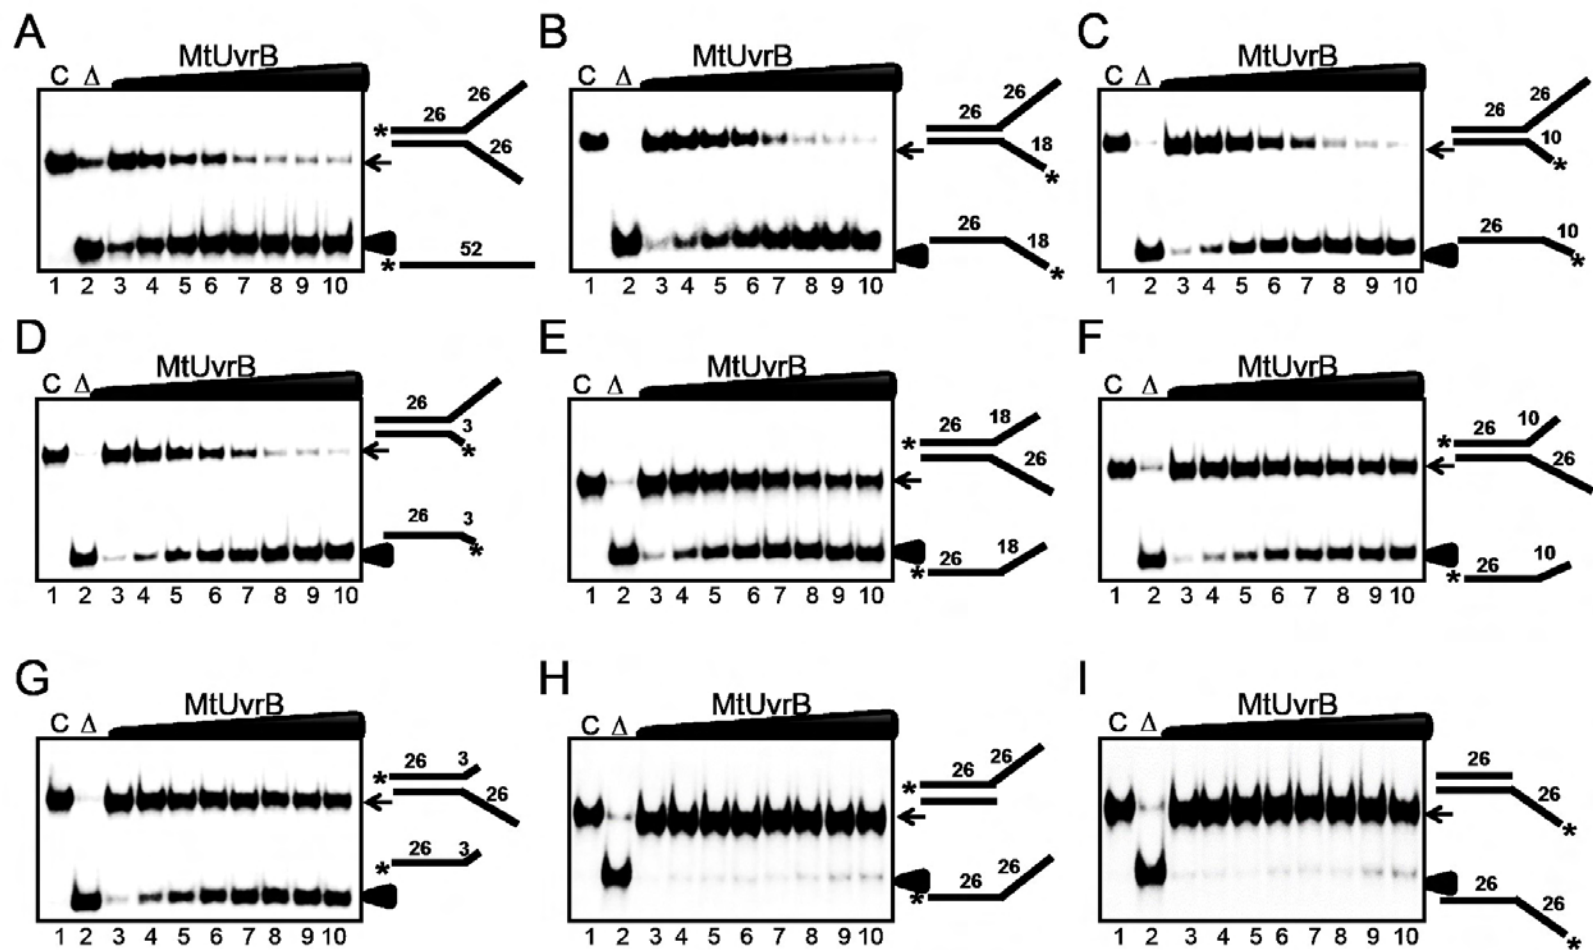 A
MtUvrB
C Δ
* 26 26
26
* 52
1 2 3 4 5 6 7 8 9 10
B
MtUvrB
C Δ
26 26
18 *
26 18 *
1 2 3 4 5 6 7 8 9 10
C
MtUvrB
C Δ
26 26
10 *
26 10 *
1 2 3 4 5 6 7 8 9 10
D
MtUvrB
C Δ
26
3 *
26 3 *
1 2 3 4 5 6 7 8 9 10
E
MtUvrB
C Δ
* 26 18
26
* 26 18
1 2 3 4 5 6 7 8 9 10
F
MtUvrB
C Δ
* 26 10
26
* 26 10
1 2 3 4 5 6 7 8 9 10
G
MtUvrB
C Δ
* 26 3
26
* 26 3
1 2 3 4 5 6 7 8 9 10
H
MtUvrB
C Δ
* 26 26
* 26 26
1 2 3 4 5 6 7 8 9 10
I
MtUvrB
C Δ
26
26 *
26 26 *
1 2 3 4 5 6 7 8 9 10